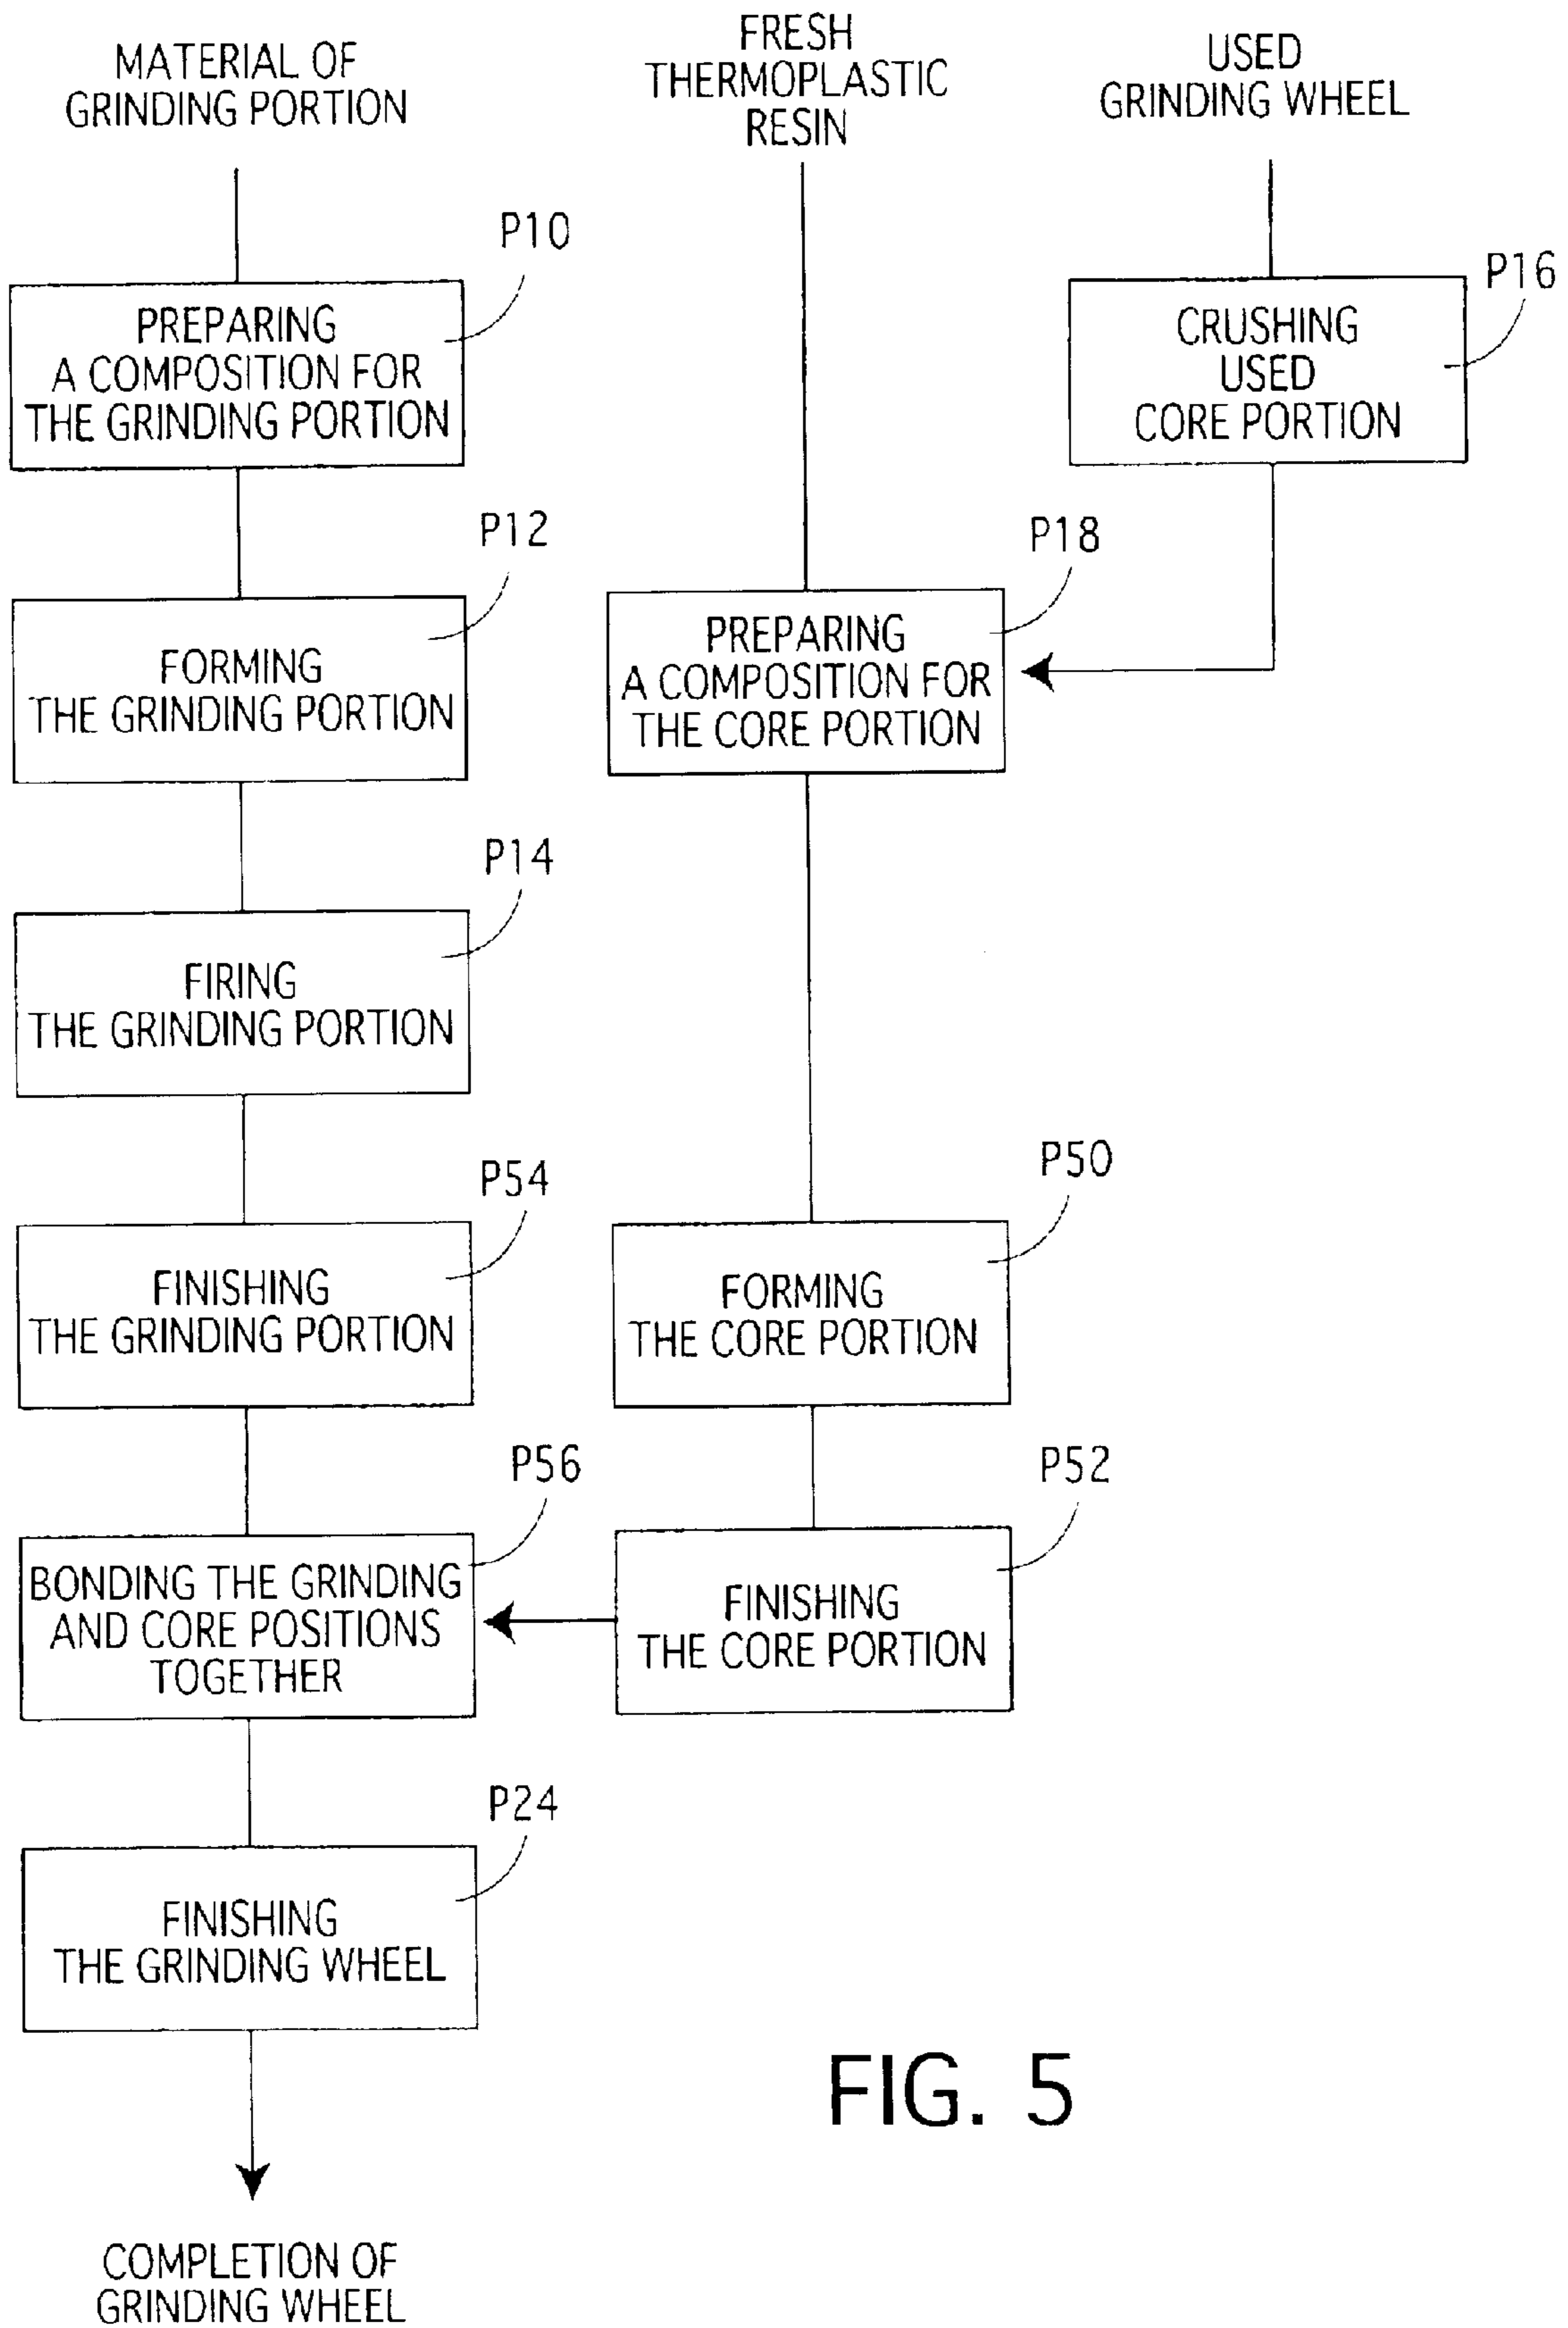 MATERIAL OF
GRINDING PORTION
FRESH
THERMOPLASTIC
RESIN
USED
GRINDING WHEEL
P10
PREPARING
A COMPOSITION FOR
THE GRINDING PORTION
P16
CRUSHING
USED
CORE PORTION
P12
FORMING
THE GRINDING PORTION
P18
PREPARING
A COMPOSITION FOR
THE CORE PORTION
P14
FIRING
THE GRINDING PORTION
P54
FINISHING
THE GRINDING PORTION
P50
FORMING
THE CORE PORTION
P56
BONDING THE GRINDING
AND CORE POSITIONS
TOGETHER
P52
FINISHING
THE CORE PORTION
P24
FINISHING
THE GRINDING WHEEL
FIG. 5
COMPLETION OF
GRINDING WHEEL